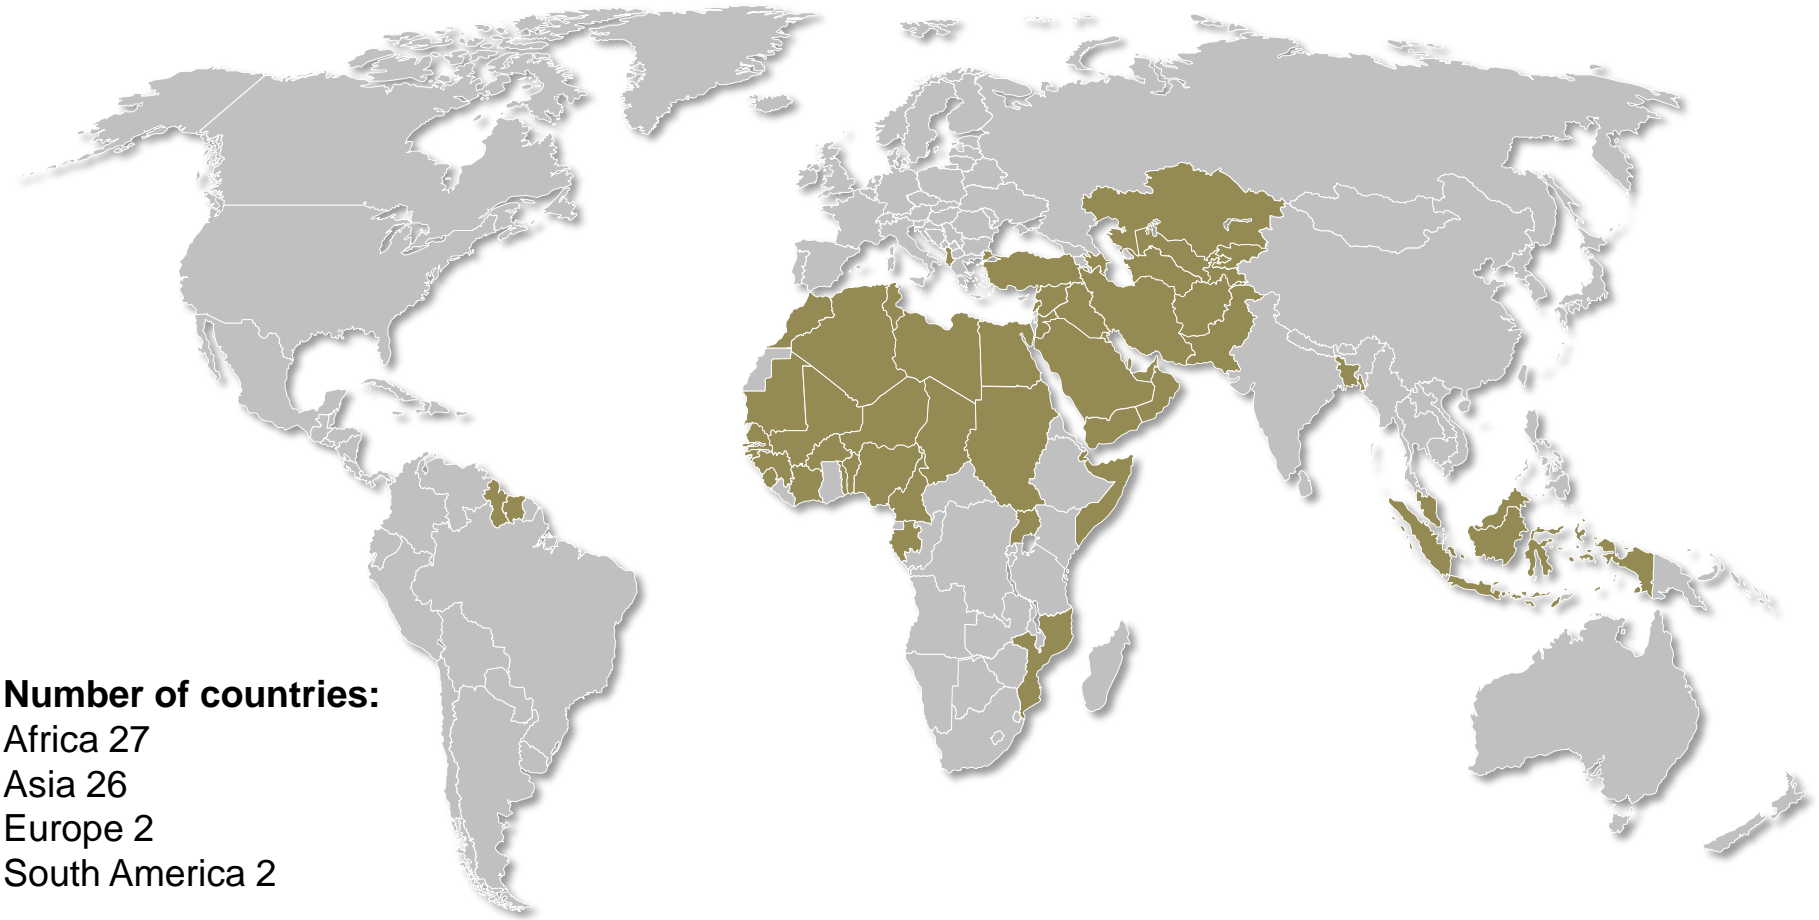 Number of countries:
Africa 27
Asia 26
Europe 2
South America 2